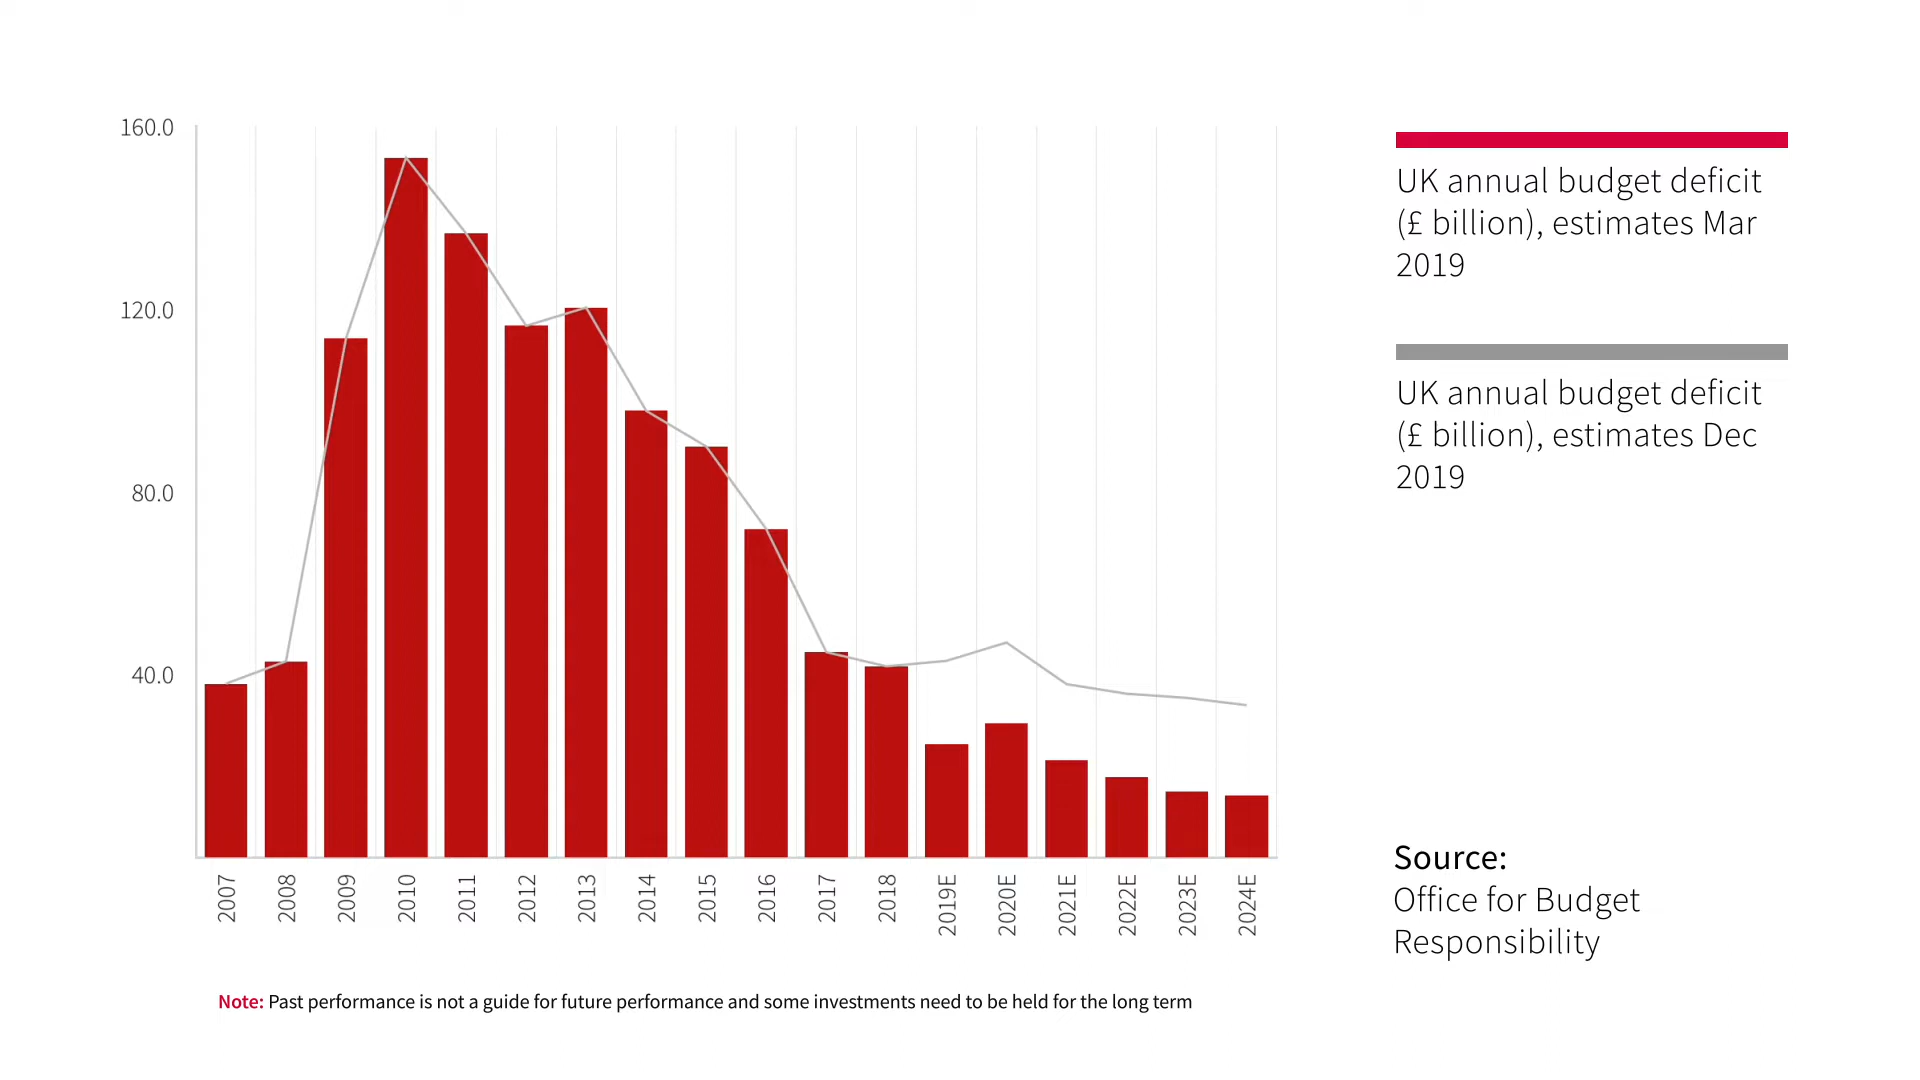 160.0
120.0
80.0
40.0
2007
2008
2009
2010
2011
2012
2013
2014
2015
2016
2017
2018
2019E
2020E
2021E
2022E
2023E
2024E
UK annual budget deficit
(£ billion), estimates Mar
2019
UK annual budget deficit
(£ billion), estimates Dec
2019
Source:
Office for Budget
Responsibility
Note: Past performance is not a guide for future performance and some investments need to be held for the long term